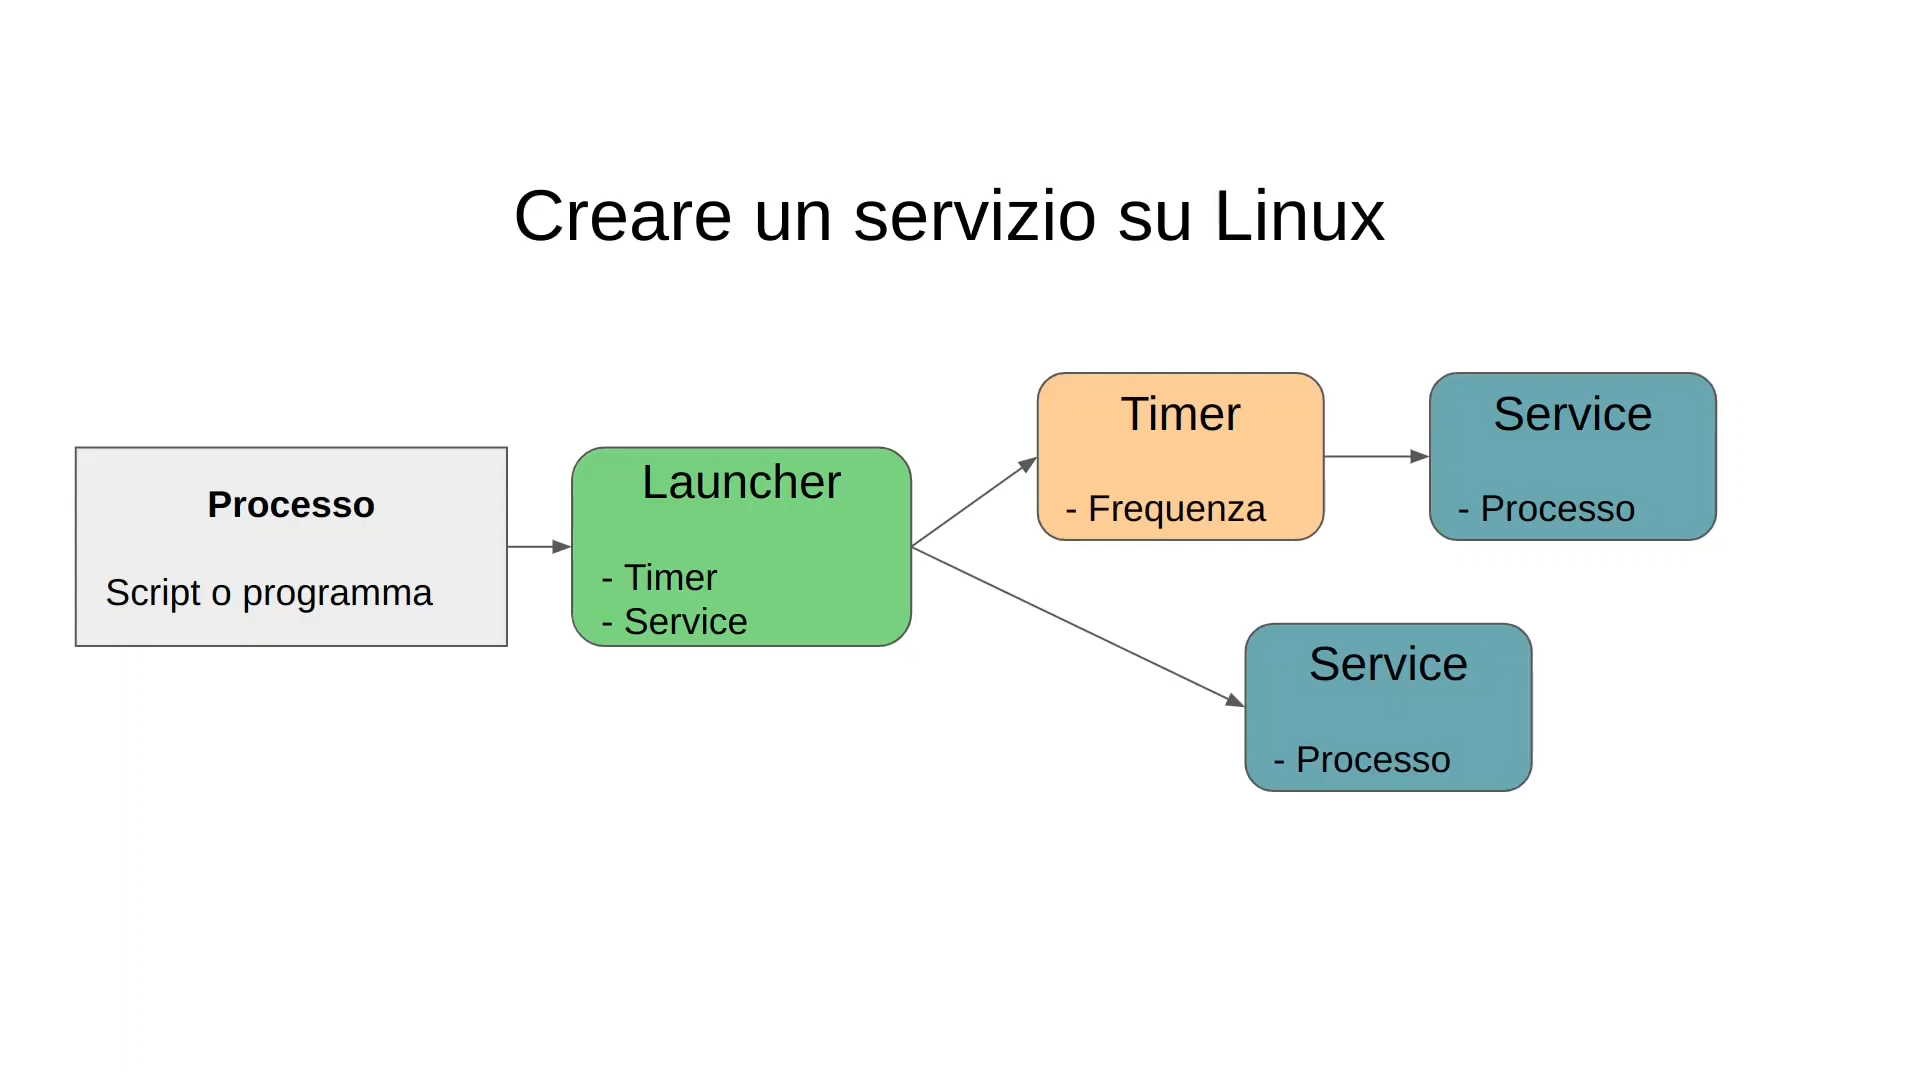 Creare un servizio su Linux
Processo
Script o programma
Launcher
- Timer
- Service
Timer
- Frequenza
Service
- Processo
Service
- Processo